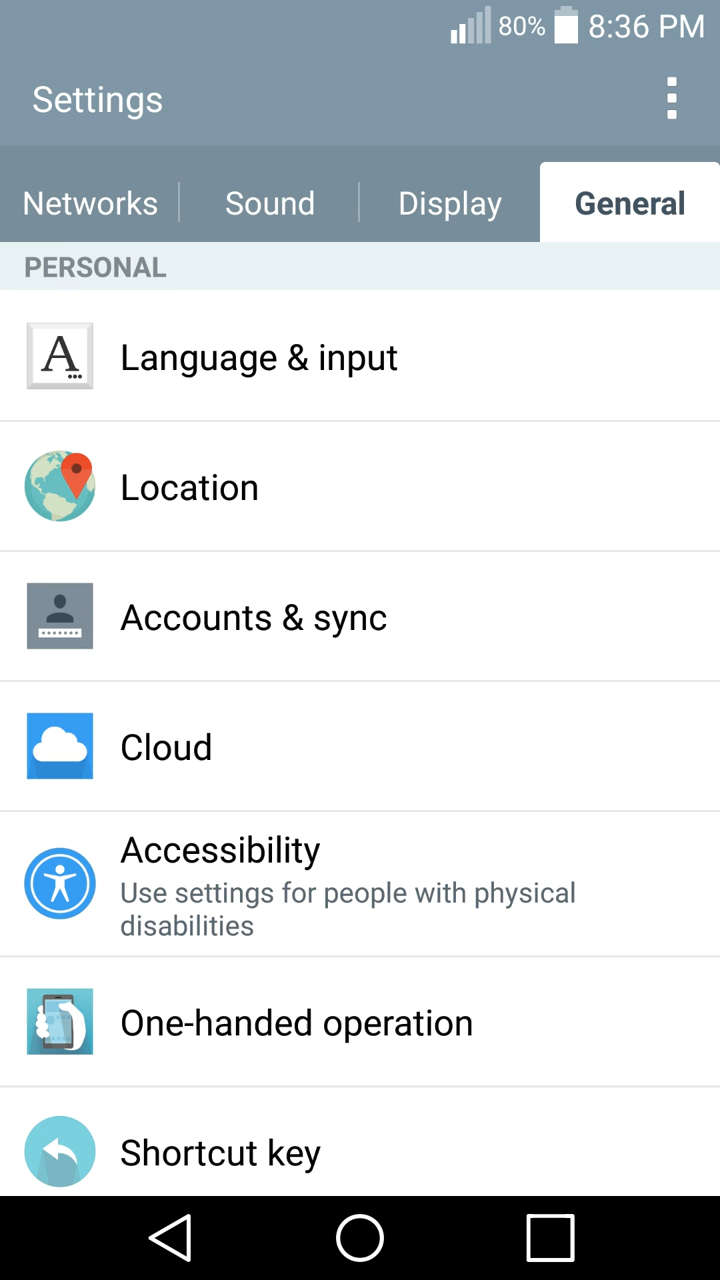 80% 8:36 PM
Settings
Networks Sound Display General
PERSONAL
A
Language & input
Location
Accounts & sync
Cloud
Accessibility
Use settings for people with physical
disabilities
One-handed operation
Shortcut key